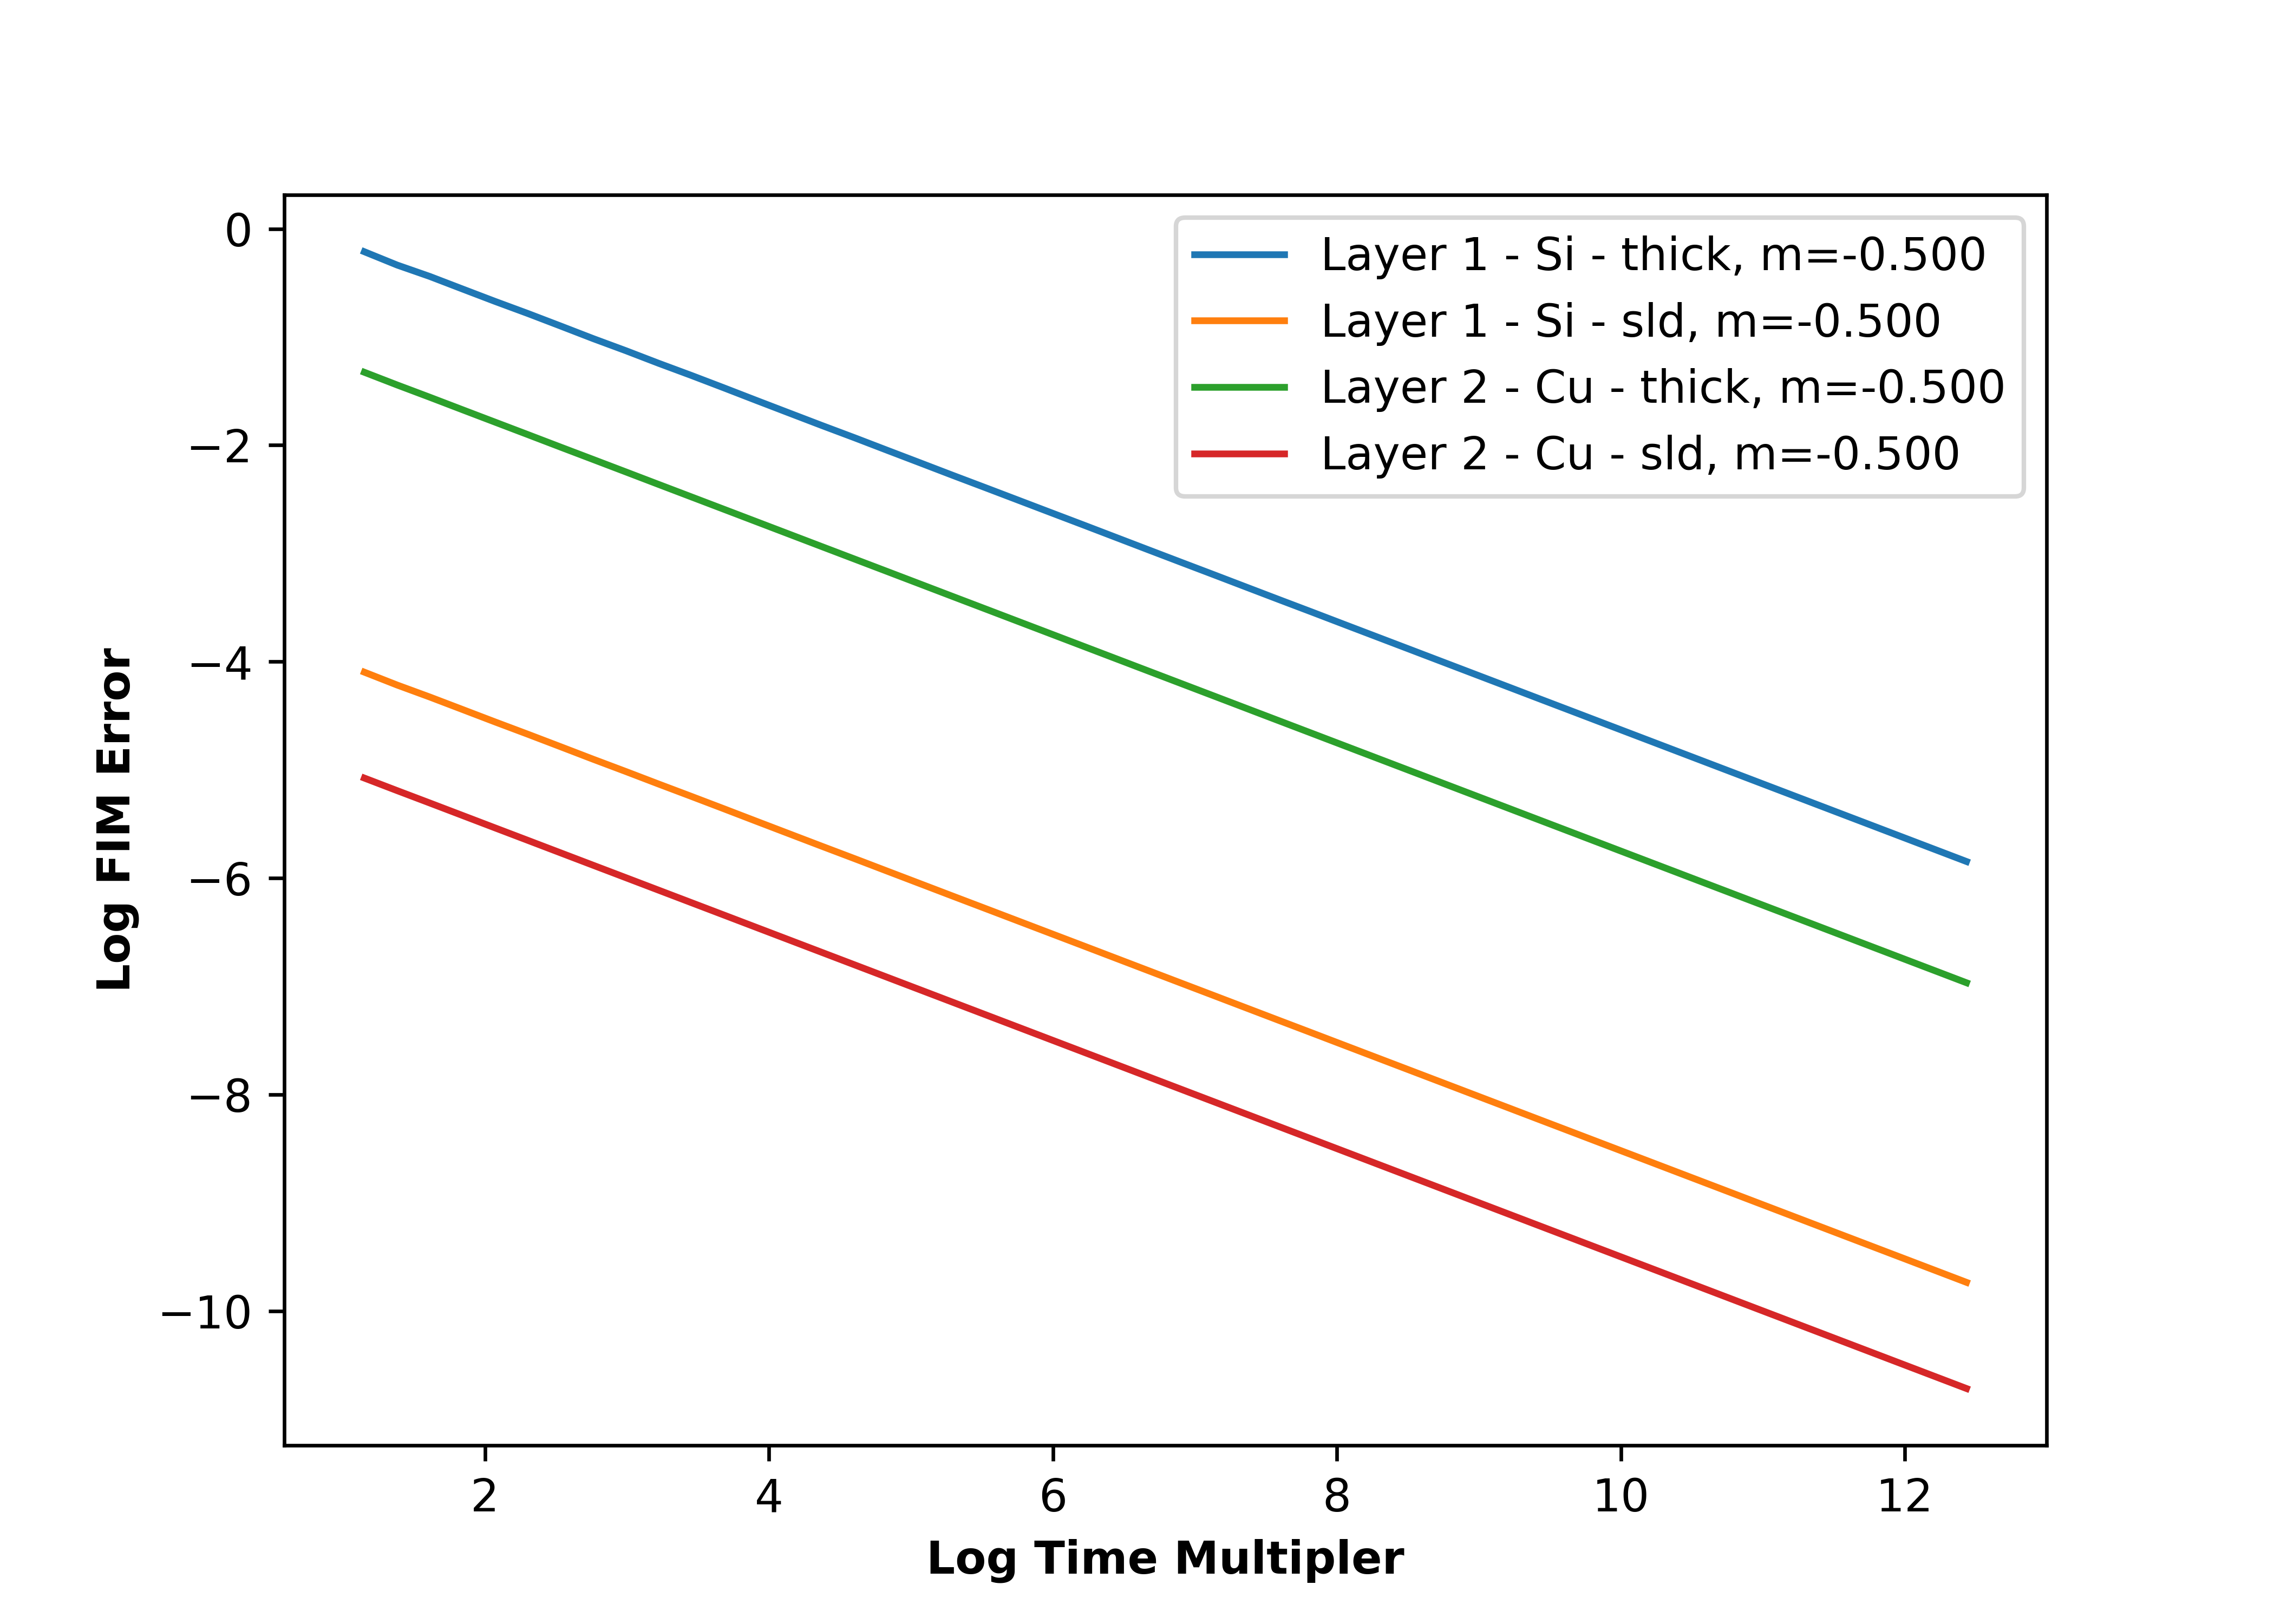 0
−2
−4
−6
−8
−10
Log FIM Error
Layer 1 - Si - thick, m=-0.500
Layer 1 - Si - sld, m=-0.500
Layer 2 - Cu - thick, m=-0.500
Layer 2 - Cu - sld, m=-0.500
2 4 6 8 10 12
Log Time Multipler